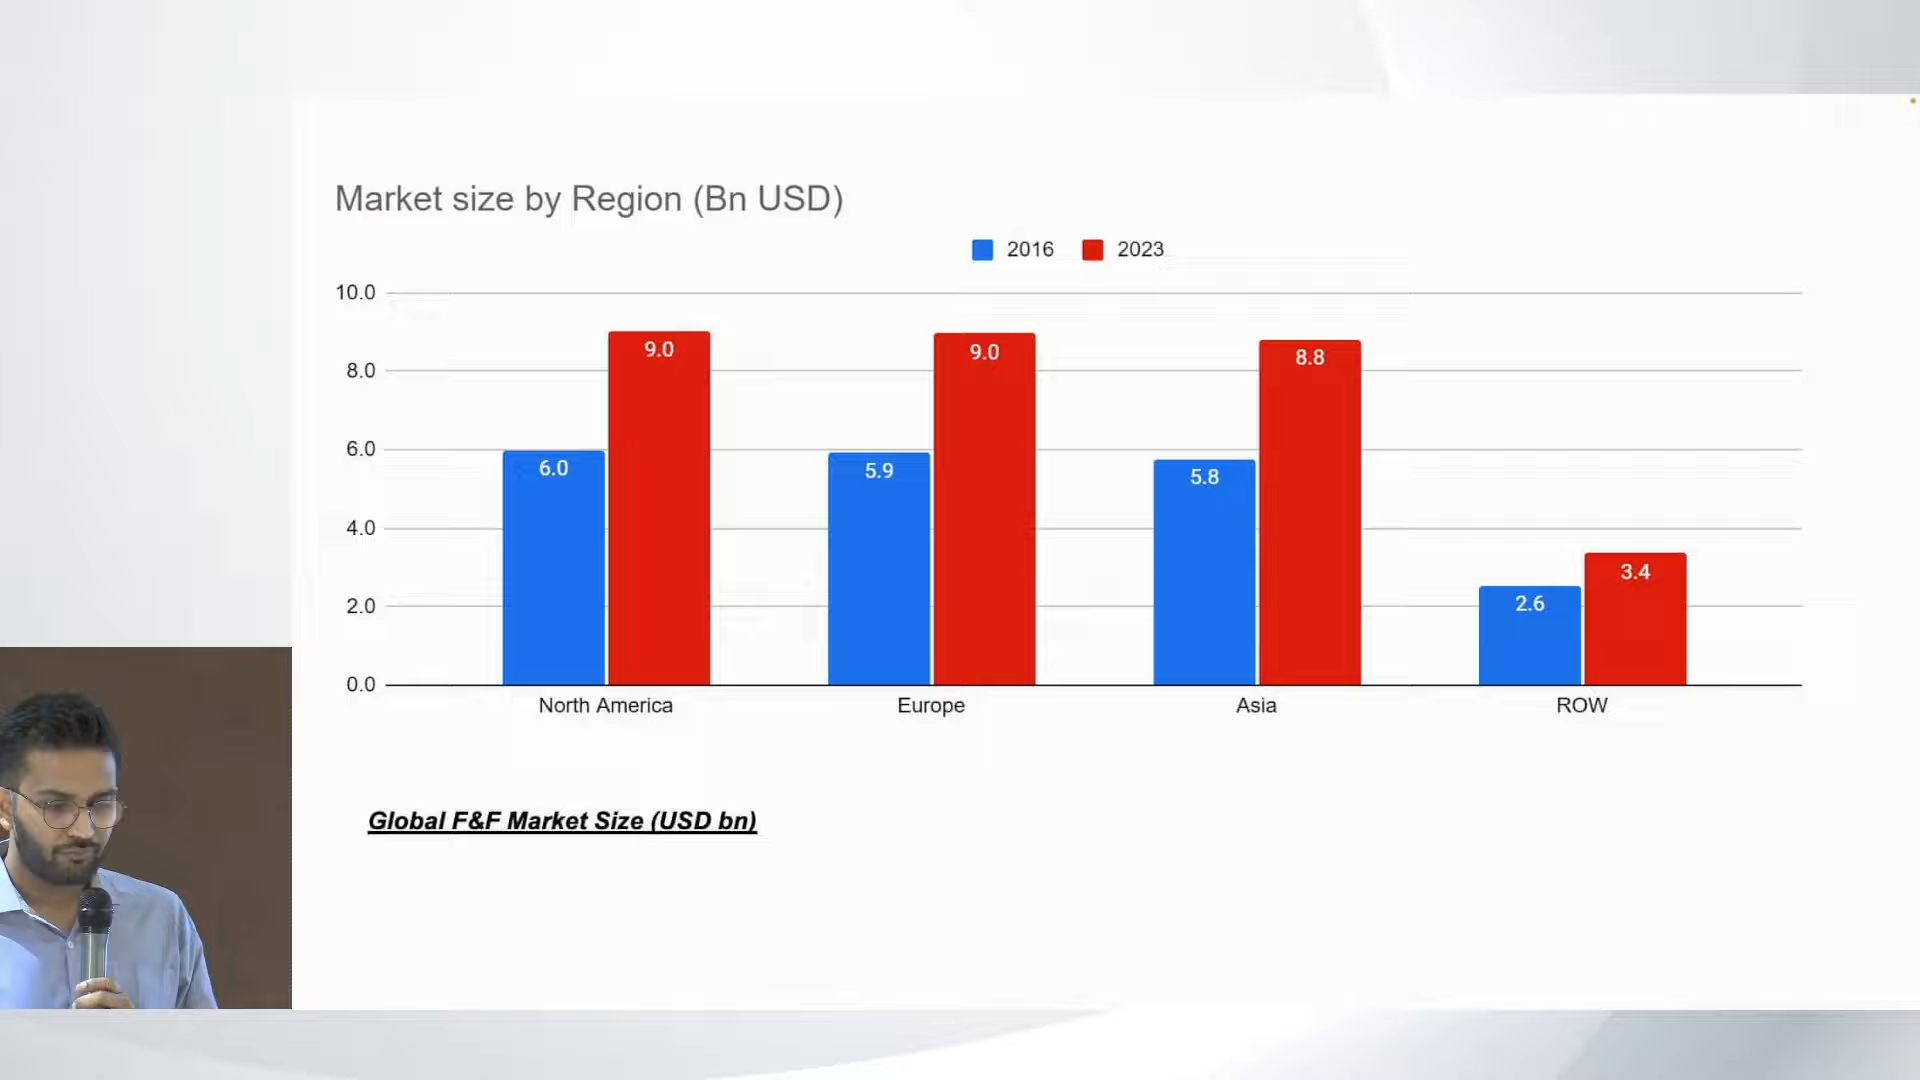 Market size by Region (Bn USD)
2016 2023
10.0
8.0
6.0
4.0
2.0
0.0
6.0 9.0 5.9 9.0 5.8 8.8 2.6 3.4
North America Europe Asia ROW
Global F&F Market Size (USD bn)